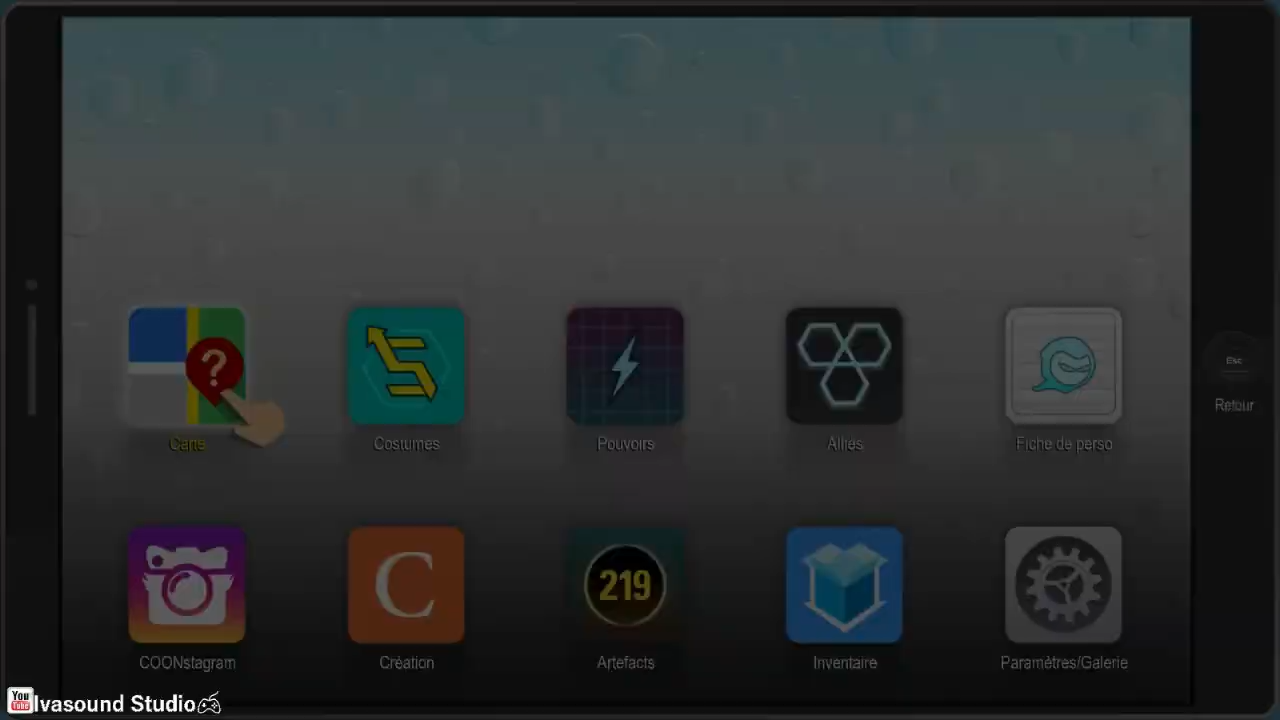 ?
Carte
Costumes
Pouvoirs
Alliés
Fiche de perso
Esc
Retour
C
219
COONstagram
Création
Artefacts
Inventaire
Paramètres/Galerie
You
Tube
lvasound Studio